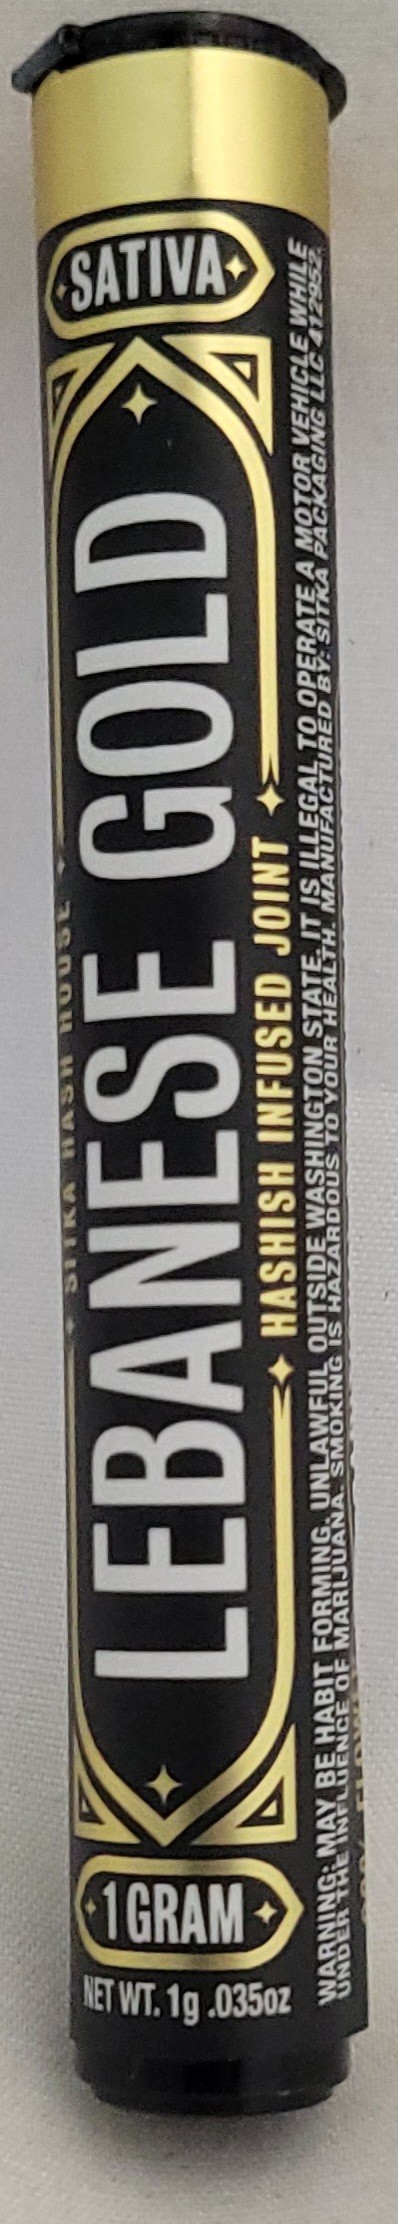 SATIVA
SITKA HASH HOUSE
LEBANESE GOLD
HASHISH INFUSED JOINT
WARNING: MAY BE HABIT FORMING. UNLAWFUL OUTSIDE WASHINGTON STATE. IT IS ILLEGAL TO OPERATE A MOTOR VEHICLE WHILE
UNDER THE INFLUENCE OF MARIJUANA. SMOKING IS HAZARDOUS TO YOUR HEALTH. MANUFACTURED BY: SITKA PACKAGING LLC 412952.
1 GRAM
NET WT. 1g .035oz